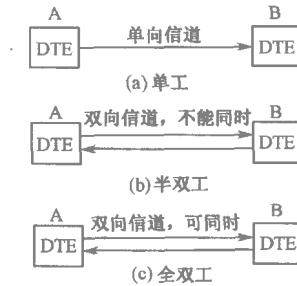 A B
DTE 单向信道 DTE
(a) 单工
A 双向信道，不能同时 B
DTE DTE
(b) 半双工
A 双向信道，可同时 B
DTE DTE
(c) 全双工